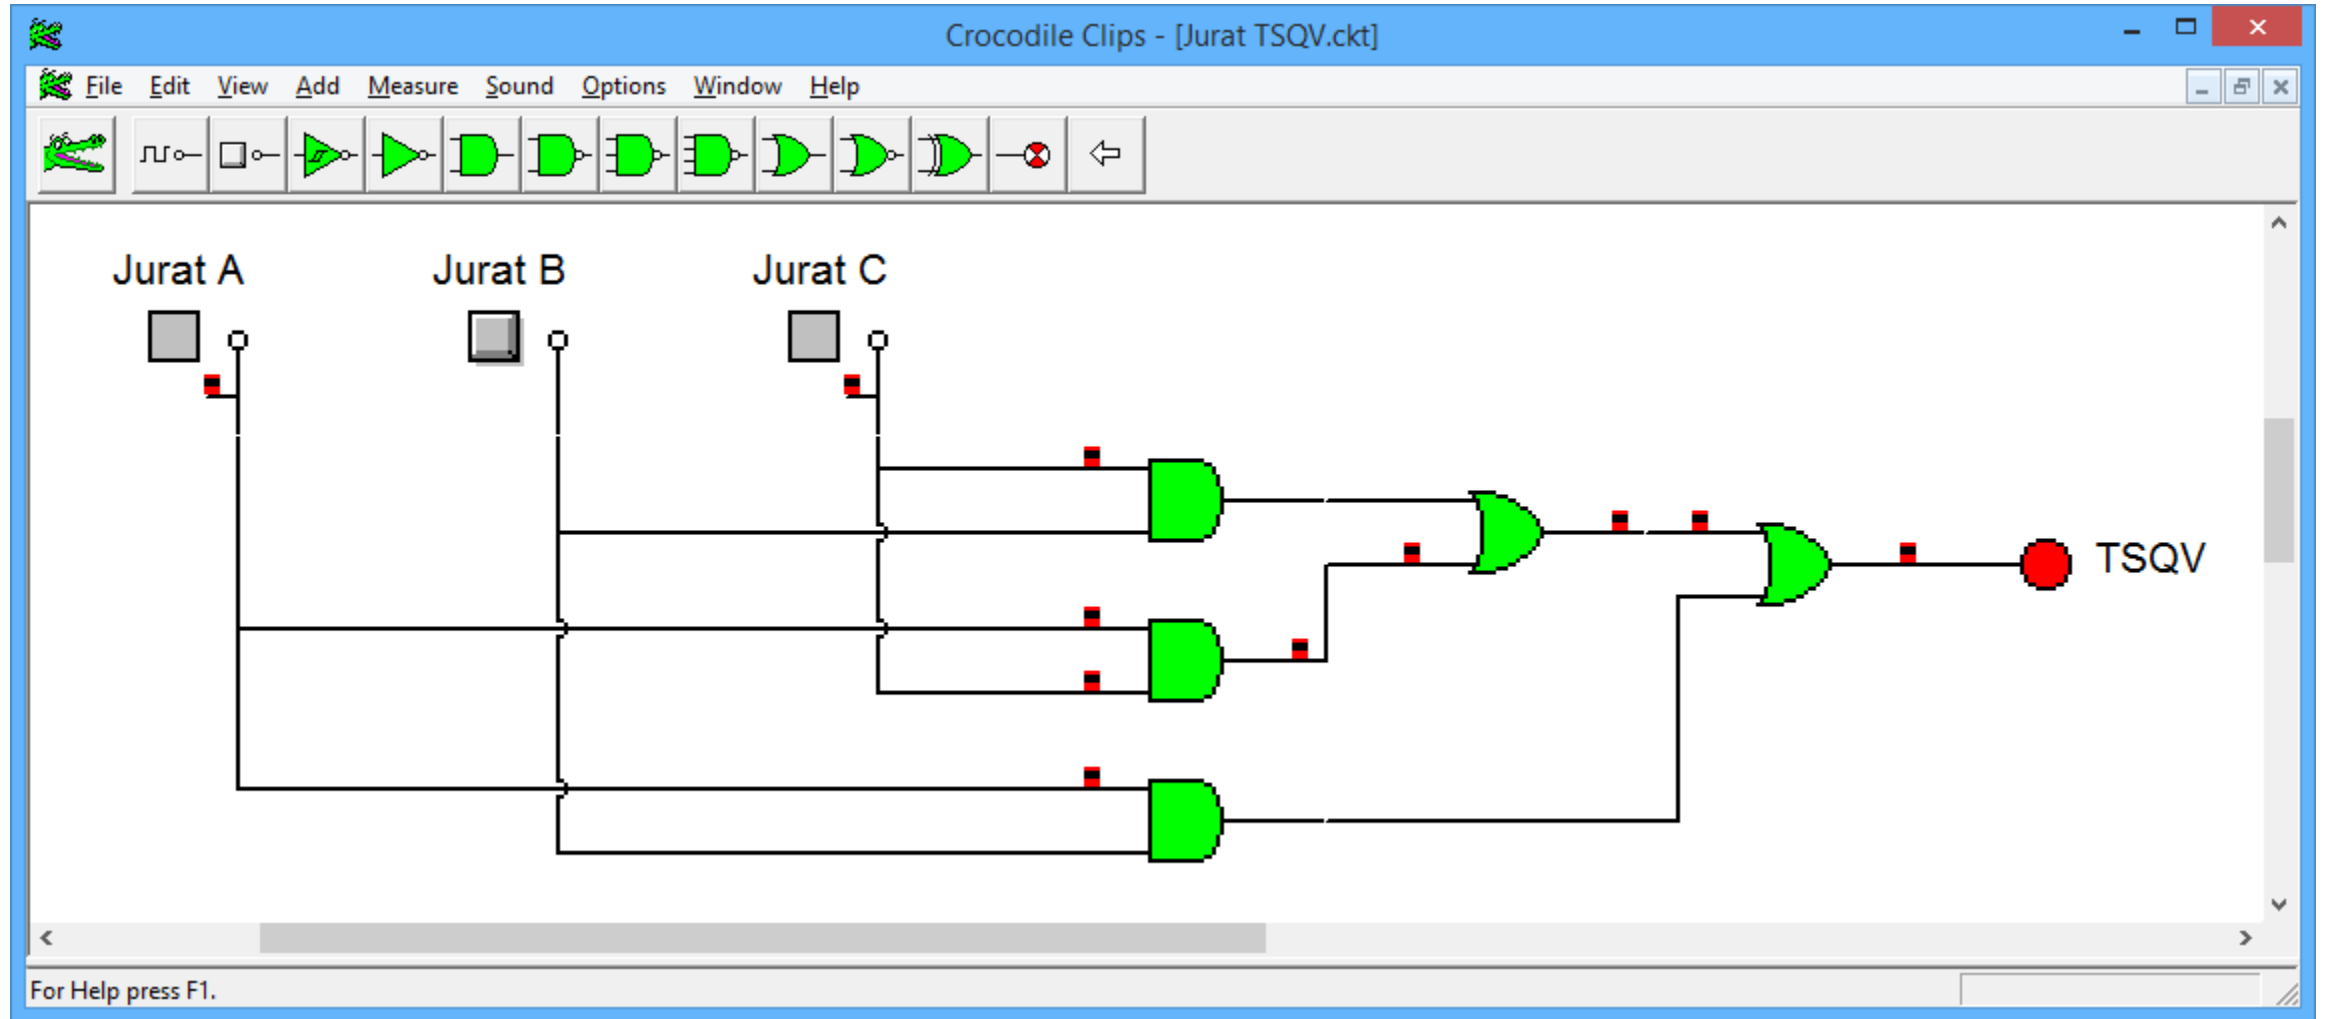 Crocodile Clips - [Jurat TSQV.ckt]
File Edit View Add Measure Sound Options Window Help
Jurat A Jurat B Jurat C
TSQV
For Help press F1.